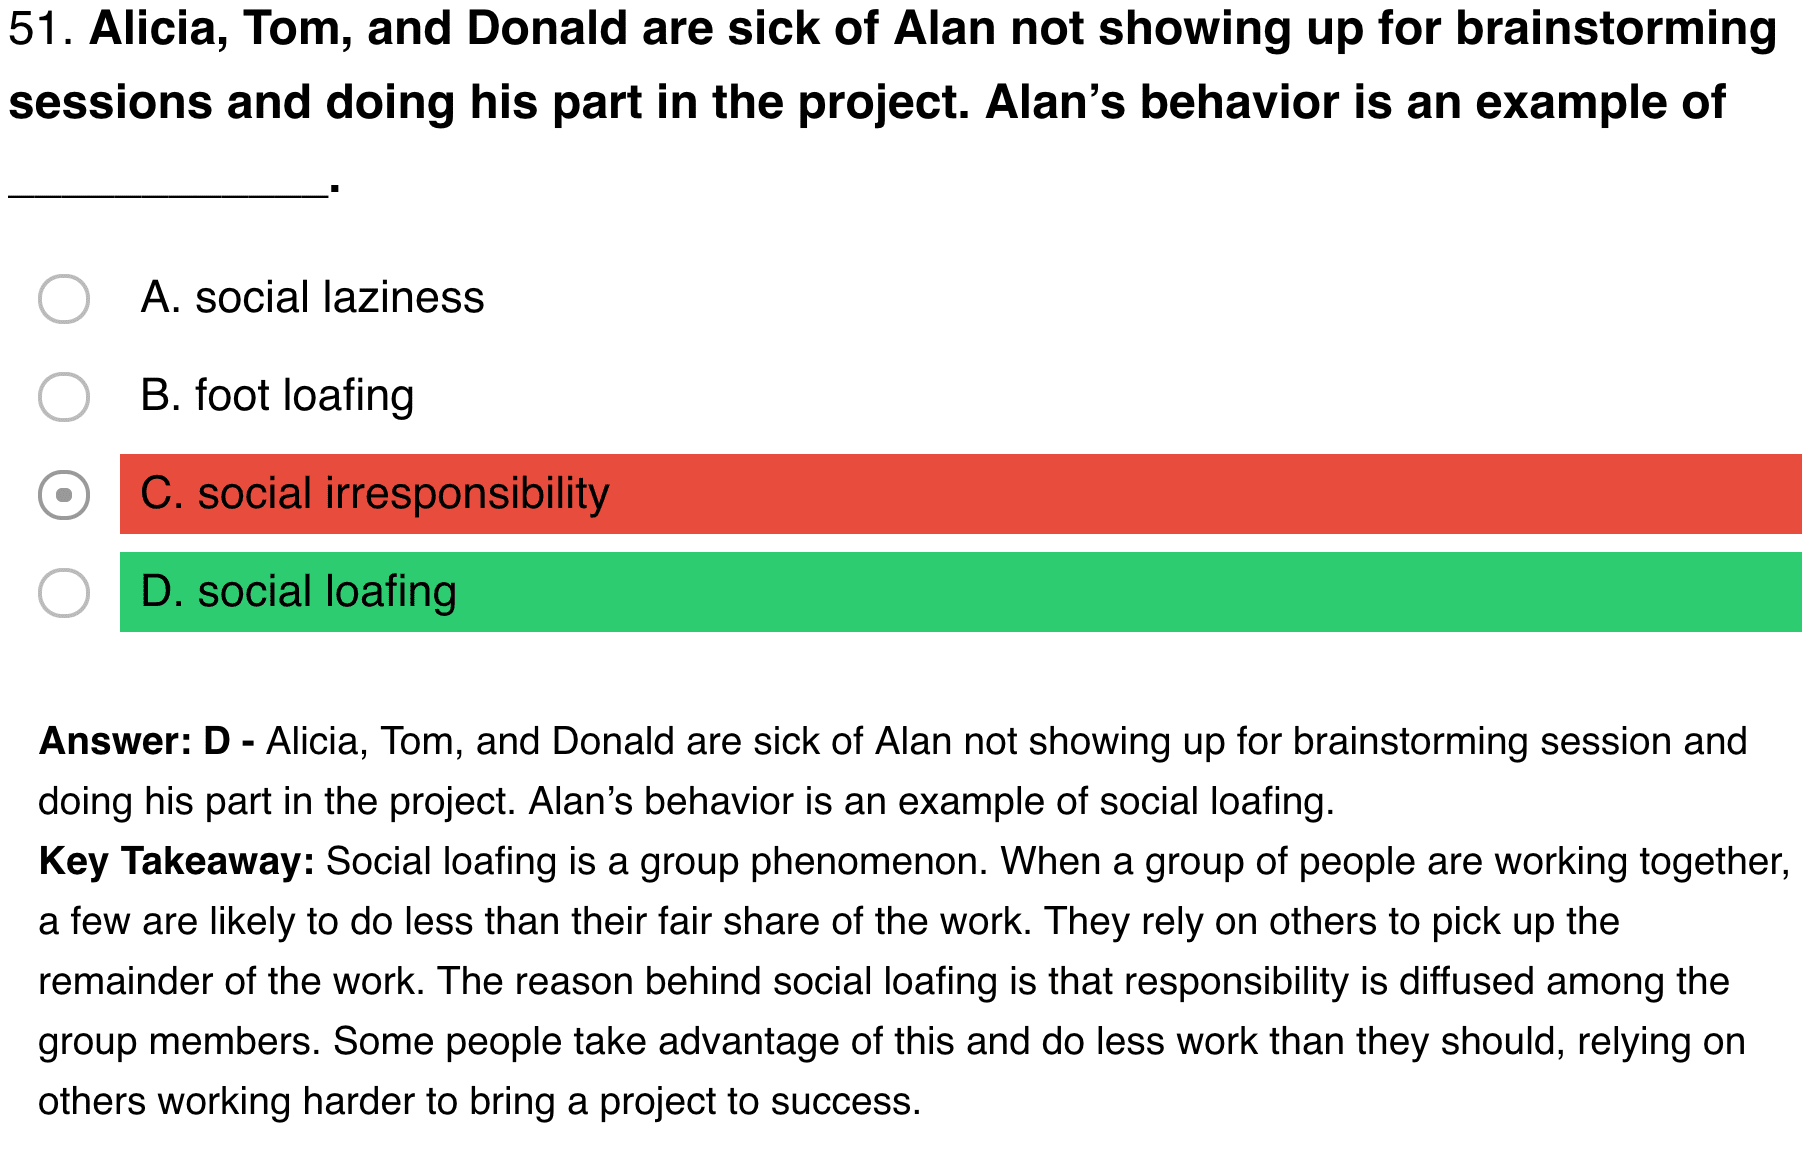 51. Alicia, Tom, and Donald are sick of Alan not showing up for brainstorming
sessions and doing his part in the project. Alan’s behavior is an example of
____________.
A. social laziness
B. foot loafing
C. social irresponsibility
D. social loafing
Answer: D - Alicia, Tom, and Donald are sick of Alan not showing up for brainstorming session and
doing his part in the project. Alan’s behavior is an example of social loafing.
Key Takeaway: Social loafing is a group phenomenon. When a group of people are working together,
a few are likely to do less than their fair share of the work. They rely on others to pick up the
remainder of the work. The reason behind social loafing is that responsibility is diffused among the
group members. Some people take advantage of this and do less work than they should, relying on
others working harder to bring a project to success.